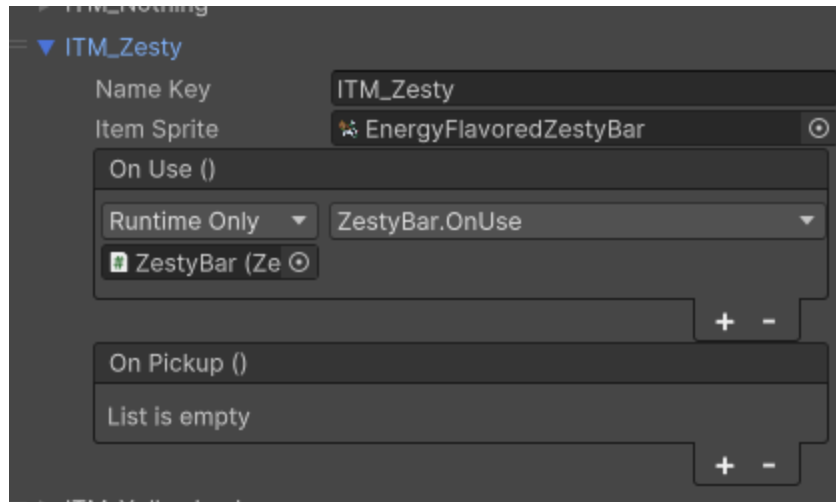 ITM_Nothing
ITM_Zesty
Name Key ITM_Zesty
Item Sprite EnergyFlavoredZestyBar
On Use ()
Runtime Only ZestyBar.OnUse
# ZestyBar (Ze
+ -
On Pickup ()
List is empty
+ -